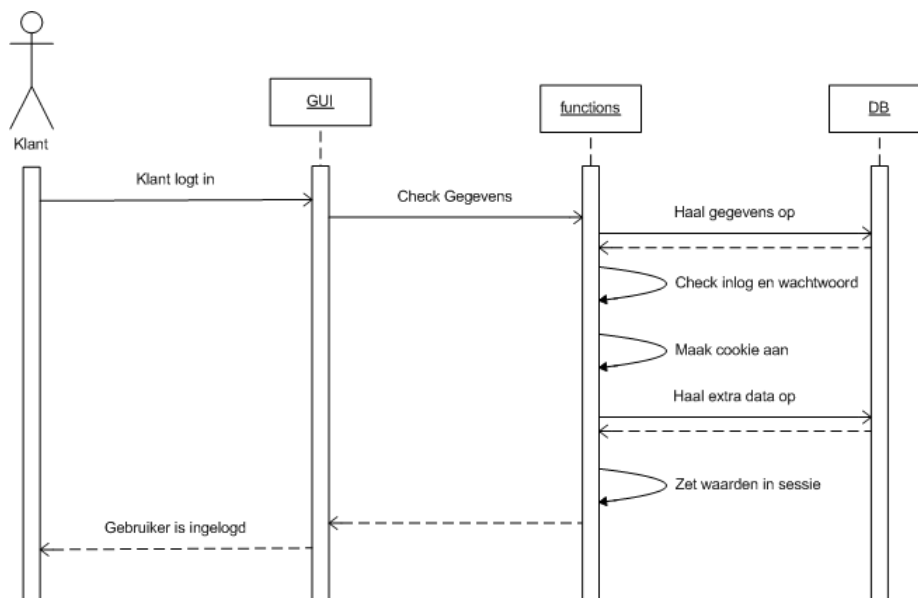 GUI
functions
DB
Klant
Klant logt in
Check Gegevens
Haal gegevens op
Check inlog en wachtwoord
Maak cookie aan
Haal extra data op
Zet waarden in sessie
Gebruiker is ingelogd